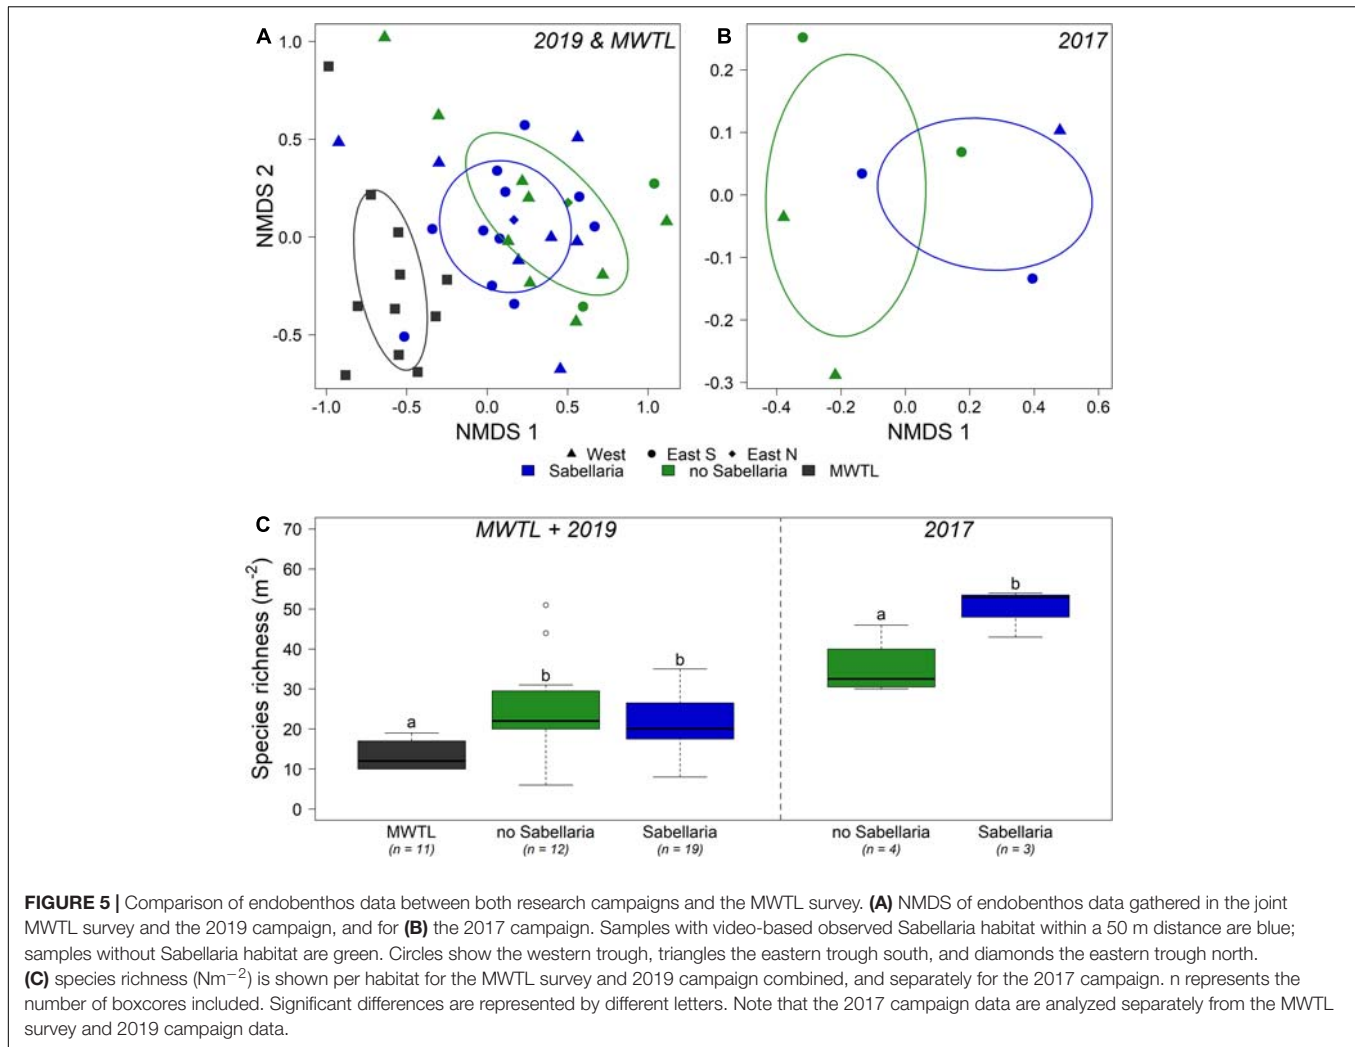 A
2019 & MWTL
1.0
0.5
0.0
-0.5
NMDS 2
-1.0
-0.5
0.0
0.5
1.0
NMDS 1
B
2017
0.2
0.1
0.0
-0.1
-0.2
-0.3
-0.4
-0.2
0.0
0.2
0.4
0.6
NMDS 1
West East S East N
Sabellaria no Sabellaria MWTL
C
MWTL + 2019
2017
Species richness (m⁻²)
70
60
50
40
30
20
10
0
a
b
b
a
b
MWTL
(n = 11)
no Sabellaria
(n = 12)
Sabellaria
(n = 19)
no Sabellaria
(n = 4)
Sabellaria
(n = 3)
FIGURE 5 | Comparison of endobenthos data between both research campaigns and the MWTL survey. (A) NMDS of endobenthos data gathered in the joint
MWTL survey and the 2019 campaign, and for (B) the 2017 campaign. Samples with video-based observed Sabellaria habitat within a 50 m distance are blue;
samples without Sabellaria habitat are green. Circles show the western trough, triangles the eastern trough south, and diamonds the eastern trough north.
(C) species richness (Nm⁻²) is shown per habitat for the MWTL survey and 2019 campaign combined, and separately for the 2017 campaign. n represents the
number of boxcores included. Significant differences are represented by different letters. Note that the 2017 campaign data are analyzed separately from the MWTL
survey and 2019 campaign data.